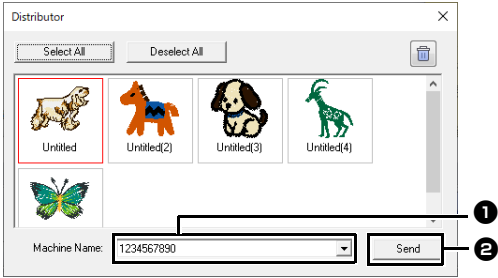 Distributor
Select All Deselect All
Untitled Untitled(2) Untitled(3) Untitled(4)
1
Machine Name: 1234567890 Send 2